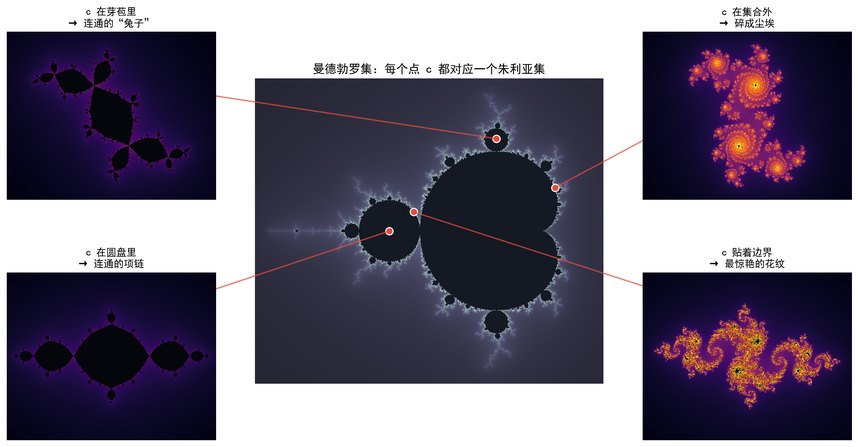 c 在芽苞里
→ 连通的“兔子”
曼德勃罗集：每个点 c 都对应一个朱利亚集
c 在集合外
→ 碎成尘埃
c 在圆盘里
→ 连通的项链
c 贴着边界
→ 最惊艳的花纹